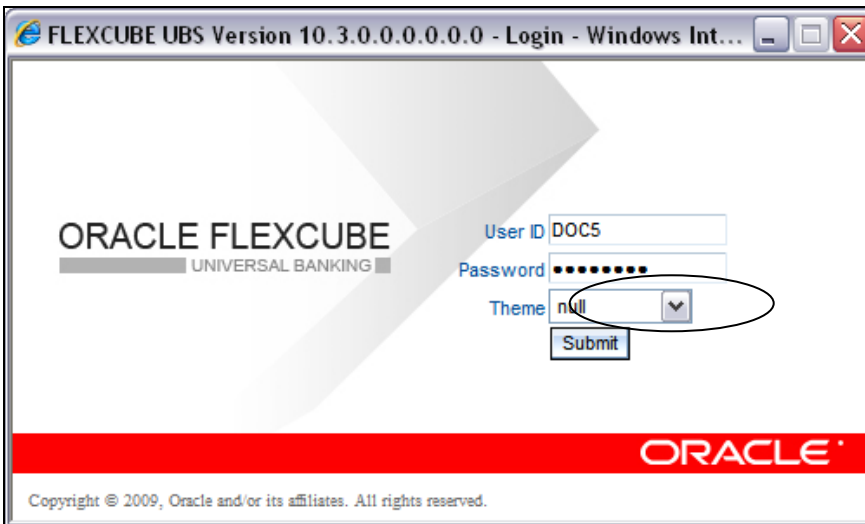 FLEXCUBE UBS Version 10.3.0.0.0.0.0.0 - Login - Windows Int...
ORACLE FLEXCUBE
UNIVERSAL BANKING
User ID DOC5
Password ●●●●●●●●
Theme null
Submit
ORACLE
Copyright © 2009, Oracle and/or its affiliates. All rights reserved.